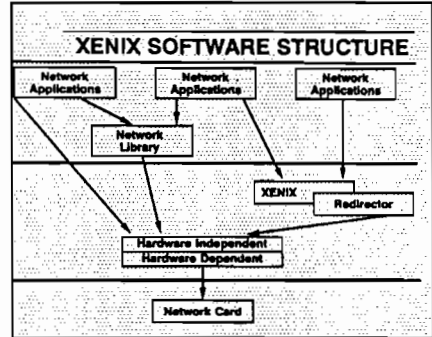 XENIX SOFTWARE STRUCTURE
Network
Applications
Network
Applications
Network
Applications
Network
Library
XENIX
Redirector
Hardware Independent
Hardware Dependent
Network Card